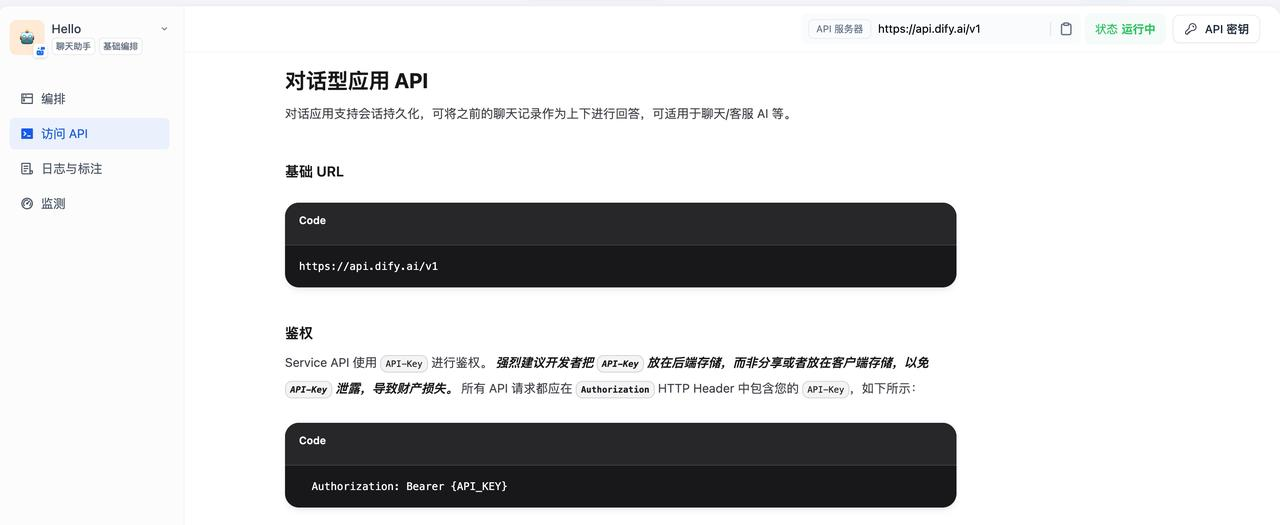 Hello
聊天助手 基础编排
编排
访问 API
日志与标注
监测
API 服务器 https://api.dify.ai/v1 状态 运行中 API 密钥
对话型应用 API
对话应用支持会话持久化，可将之前的聊天记录作为上下进行回答，可适用于聊天/客服 AI 等。
基础 URL
Code
https://api.dify.ai/v1
鉴权
Service API 使用 API-Key 进行鉴权。 强烈建议开发者把 API-Key 放在后端存储，而非分享或者放在客户端存储，以免
API-Key 泄露，导致财产损失。 所有 API 请求都应在 Authorization HTTP Header 中包含您的 API-Key，如下所示：
Code
Authorization: Bearer {API_KEY}